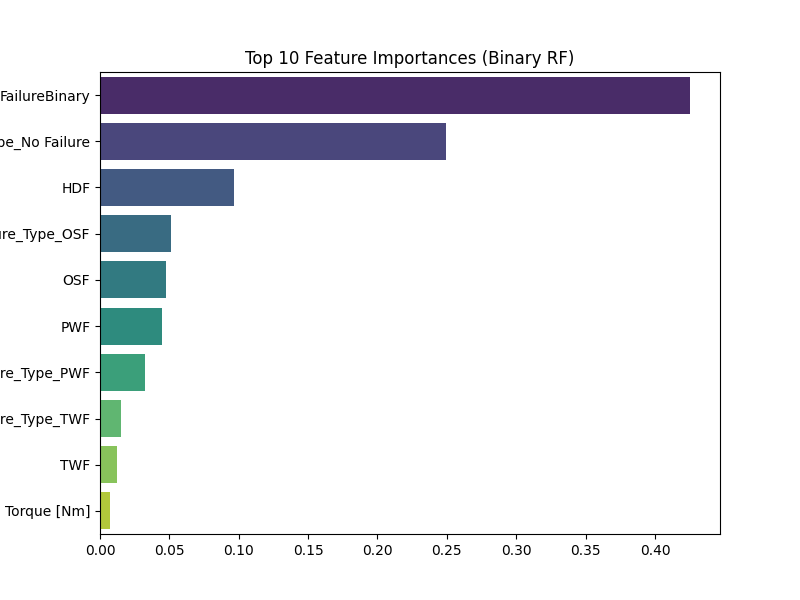 Top 10 Feature Importances (Binary RF)
FailureBinary
pe_No Failure
HDF
ure_Type_OSF
OSF
PWF
re_Type_PWF
re_Type_TWF
TWF
Torque [Nm]
0.00 0.05 0.10 0.15 0.20 0.25 0.30 0.35 0.40